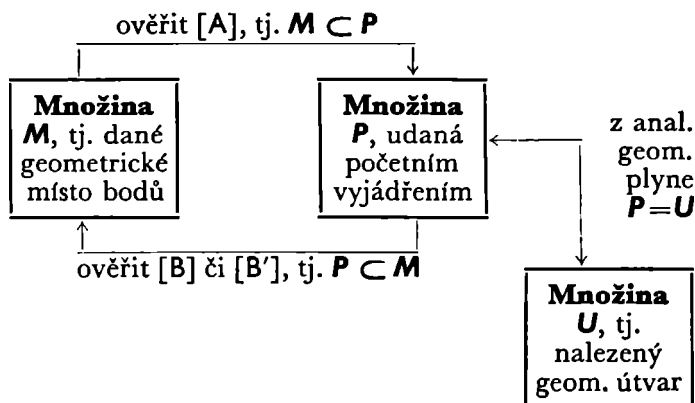 ověřit [A], tj. M ⊂ P
Množina
M, tj. dané
geometrické
místo bodů
Množina
P, udaná
početním
vyjádřením
z anal.
geom.
plyne
P=U
ověřit [B] či [B′], tj. P ⊂ M
Množina
U, tj.
nalezený
geom. útvar